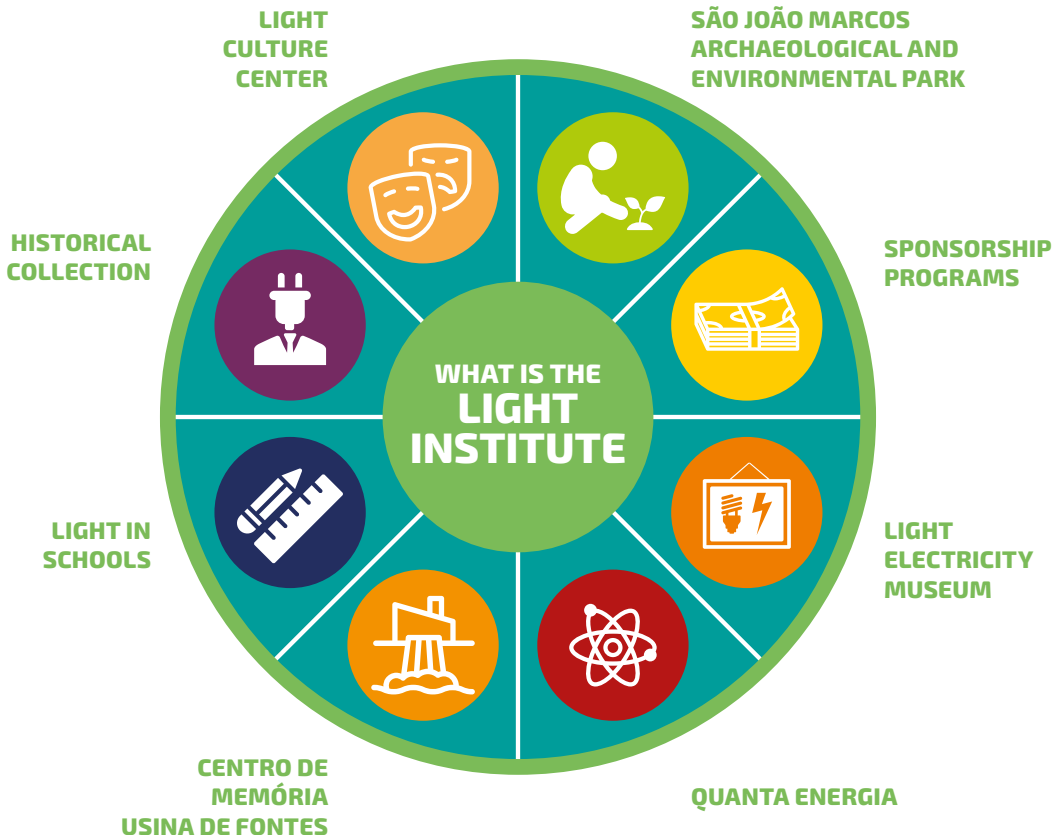 LIGHT
CULTURE
CENTER
SÃO JOÃO MARCOS
ARCHAEOLOGICAL AND
ENVIRONMENTAL PARK
HISTORICAL
COLLECTION
SPONSORSHIP
PROGRAMS
WHAT IS THE
LIGHT
INSTITUTE
LIGHT IN
SCHOOLS
LIGHT
ELECTRICITY
MUSEUM
CENTRO DE
MEMÓRIA
USINA DE FONTES
QUANTA ENERGIA